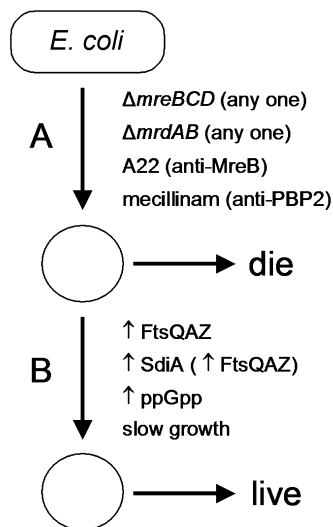 E. coli
A
ΔmreBCD (any one)
ΔmrdAB (any one)
A22 (anti-MreB)
mecillinam (anti-PBP2)
die
B
↑ FtsQAZ
↑ SdiA (↑ FtsQAZ)
↑ ppGpp
slow growth
live